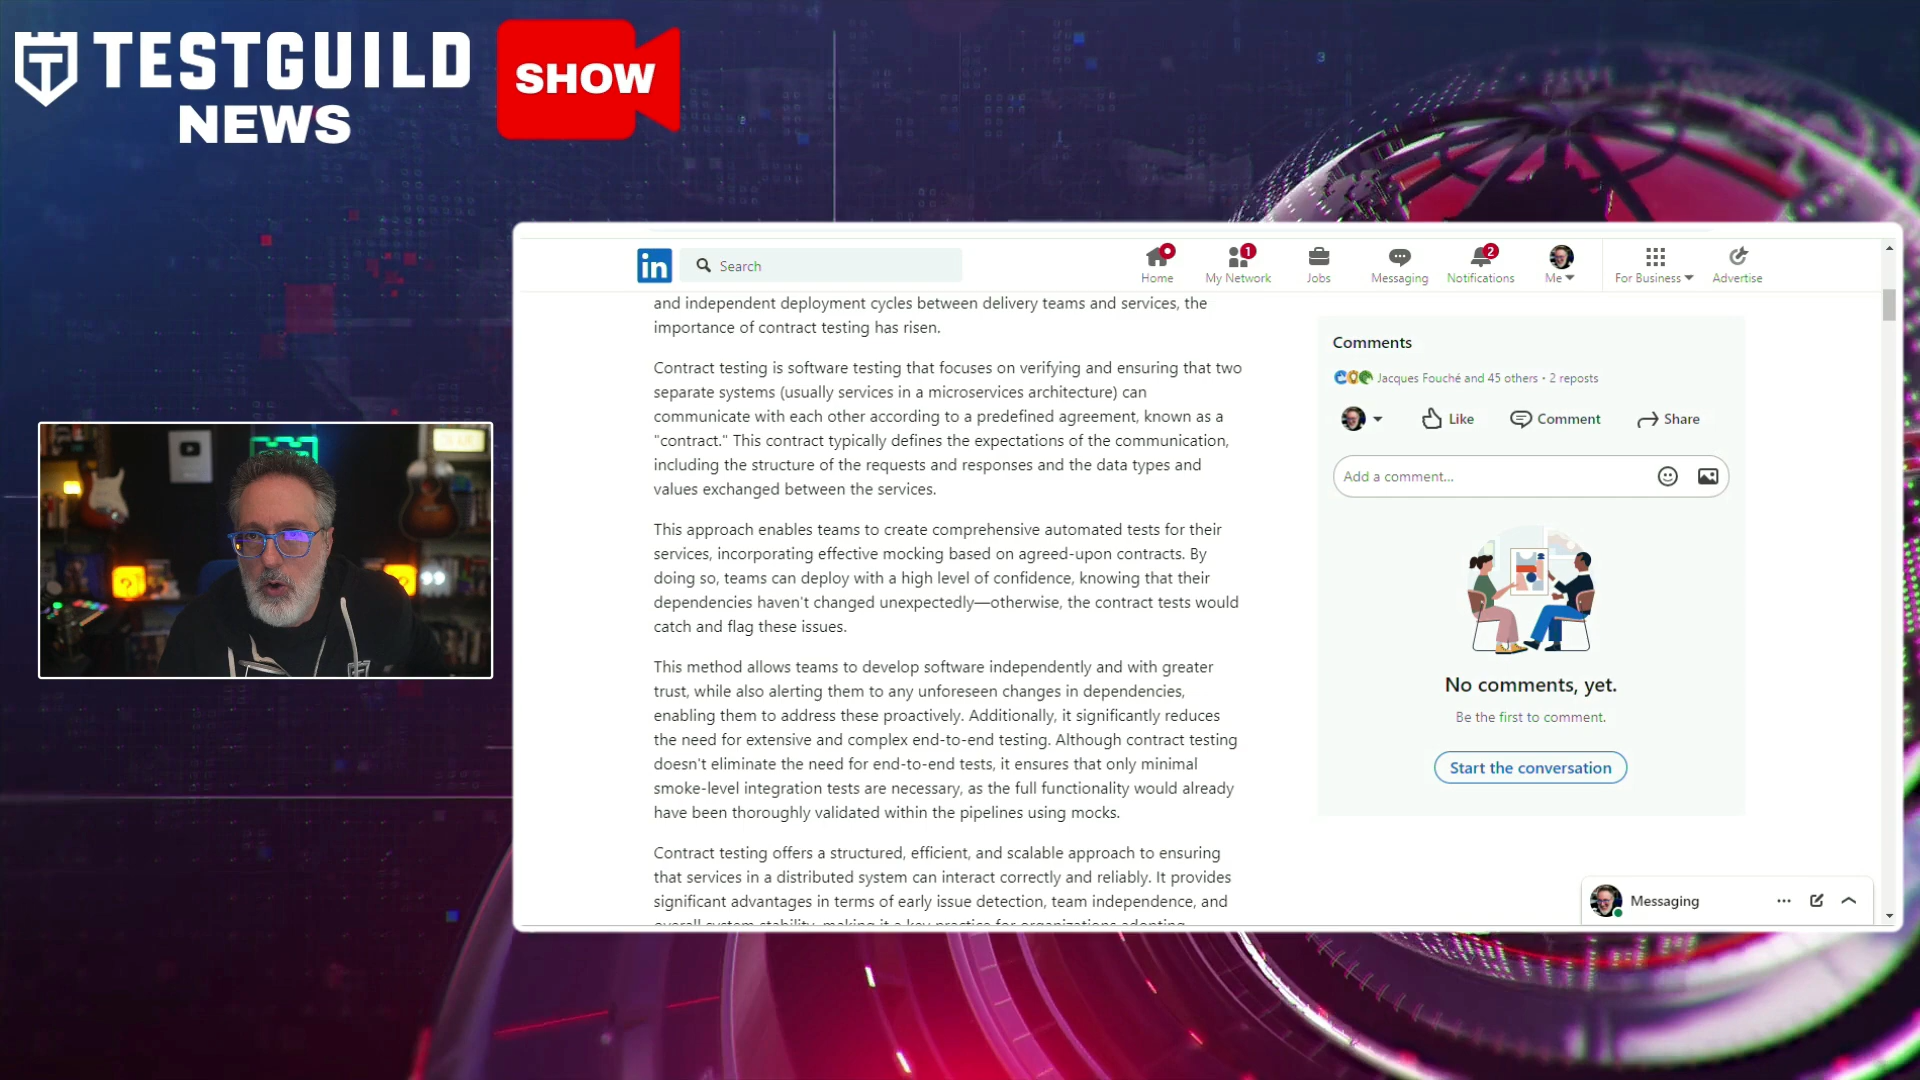 TESTGUILD
NEWS
SHOW
in
Search
Home
1
My Network
Jobs
Messaging
2
Notifications
Me
For Business
Advertise
and independent deployment cycles between delivery teams and services, the
importance of contract testing has risen.
Contract testing is software testing that focuses on verifying and ensuring that two
separate systems (usually services in a microservices architecture) can
communicate with each other according to a predefined agreement, known as a
"contract." This contract typically defines the expectations of the communication,
including the structure of the requests and responses and the data types and
values exchanged between the services.
This approach enables teams to create comprehensive automated tests for their
services, incorporating effective mocking based on agreed-upon contracts. By
doing so, teams can deploy with a high level of confidence, knowing that their
dependencies haven't changed unexpectedly—otherwise, the contract tests would
catch and flag these issues.
This method allows teams to develop software independently and with greater
trust, while also alerting them to any unforeseen changes in dependencies,
enabling them to address these proactively. Additionally, it significantly reduces
the need for extensive and complex end-to-end testing. Although contract testing
doesn't eliminate the need for end-to-end tests, it ensures that only minimal
smoke-level integration tests are necessary, as the full functionality would already
have been thoroughly validated within the pipelines using mocks.
Contract testing offers a structured, efficient, and scalable approach to ensuring
that services in a distributed system can interact correctly and reliably. It provides
significant advantages in terms of early issue detection, team independence, and
overall system stability, making it a key practice for organizations adopting
Comments
Jacques Fouché and 45 others • 2 reposts
Like
Comment
Share
Add a comment...
No comments, yet.
Be the first to comment.
Start the conversation
Messaging